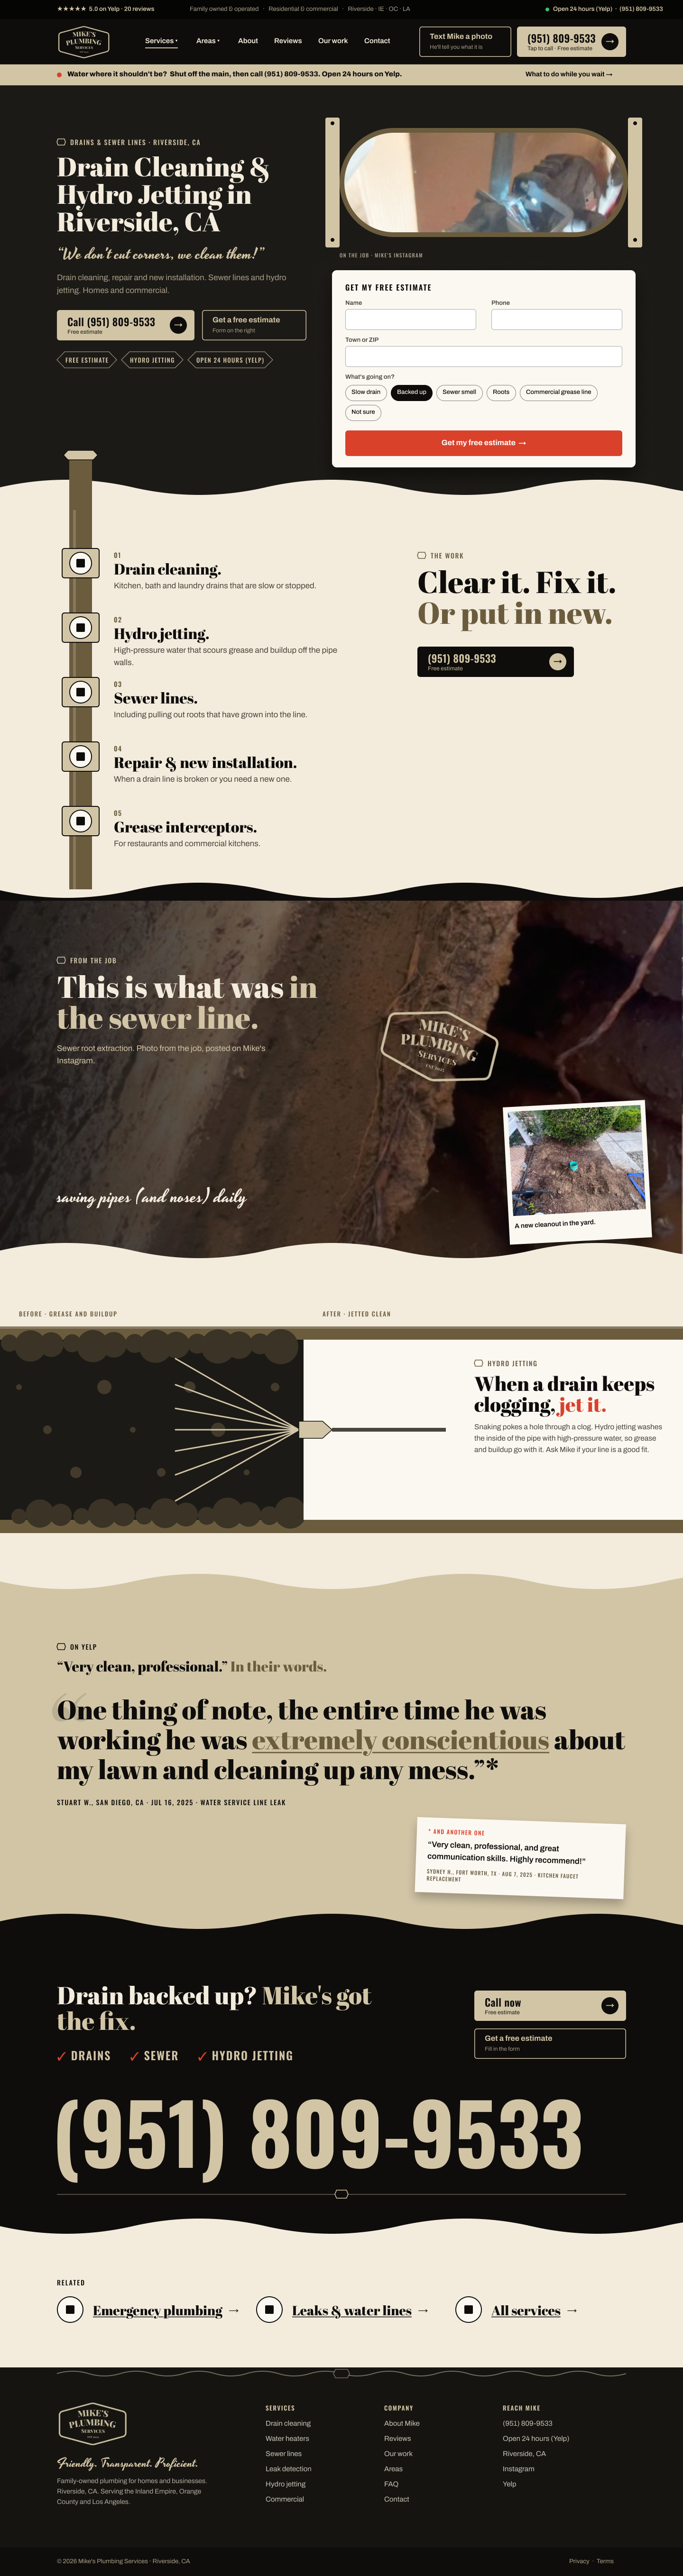 ★★★★★ 5.0 on Yelp · 20 reviews
Family owned & operated · Residential & commercial · Riverside · IE · OC · LA
Open 24 hours (Yelp) · (951) 809-9533
MIKE'S
PLUMBING
SERVICES
Services ▾
Areas ▾
About
Reviews
Our work
Contact
Text Mike a photo
He'll tell you what it is
(951) 809-9533
Tap to call · Free estimate
→
Water where it shouldn't be? Shut off the main, then call (951) 809-9533. Open 24 hours on Yelp.
What to do while you wait →
DRAINS & SEWER LINES · RIVERSIDE, CA
Drain Cleaning &
Hydro Jetting in
Riverside, CA
“We don't cut corners, we clean them!”
Drain cleaning, repair and new installation. Sewer lines and hydro
jetting. Homes and commercial.
Call (951) 809-9533
Free estimate
→
Get a free estimate
Form on the right
FREE ESTIMATE
HYDRO JETTING
OPEN 24 HOURS (YELP)
ON THE JOB · MIKE'S INSTAGRAM
GET MY FREE ESTIMATE
Name
Phone
Town or ZIP
What's going on?
Slow drain
Backed up
Sewer smell
Roots
Commercial grease line
Not sure
Get my free estimate →
01
Drain cleaning.
Kitchen, bath and laundry drains that are slow or stopped.
02
Hydro jetting.
High-pressure water that scours grease and buildup off the pipe
walls.
03
Sewer lines.
Including pulling out roots that have grown into the line.
04
Repair & new installation.
When a drain line is broken or you need a new one.
05
Grease interceptors.
For restaurants and commercial kitchens.
THE WORK
Clear it. Fix it.
Or put in new.
(951) 809-9533
Free estimate
→
FROM THE JOB
This is what was in
the sewer line.
Sewer root extraction. Photo from the job, posted on Mike's
Instagram.
MIKE'S
PLUMBING
SERVICES
saving pipes (and noses) daily
A new cleanout in the yard.
BEFORE · GREASE AND BUILDUP
AFTER · JETTED CLEAN
HYDRO JETTING
When a drain keeps
clogging, jet it.
Snaking pokes a hole through a clog. Hydro jetting washes
the inside of the pipe with high-pressure water, so grease
and buildup go with it. Ask Mike if your line is a good fit.
ON YELP
“Very clean, professional.” In their words.
“
One thing of note, the entire time he was
working he was extremely conscientious about
my lawn and cleaning up any mess.”*
STUART W., SAN DIEGO, CA · JUL 16, 2025 · WATER SERVICE LINE LEAK
* AND ANOTHER ONE
“Very clean, professional, and great
communication skills. Highly recommend!”
SYDNEY H., FORT WORTH, TX · AUG 7, 2025 · KITCHEN FAUCET
REPLACEMENT
Drain backed up? Mike's got
the fix.
✓ DRAINS ✓ SEWER ✓ HYDRO JETTING
Call now
Free estimate
→
Get a free estimate
Fill in the form
(951) 809-9533
RELATED
Emergency plumbing →
Leaks & water lines →
All services →
MIKE'S
PLUMBING
SERVICES
Friendly. Transparent. Proficient.
Family-owned plumbing for homes and businesses.
Riverside, CA. Serving the Inland Empire, Orange
County and Los Angeles.
SERVICES
Drain cleaning
Water heaters
Sewer lines
Leak detection
Hydro jetting
Commercial
COMPANY
About Mike
Reviews
Our work
Areas
FAQ
Contact
REACH MIKE
(951) 809-9533
Open 24 hours (Yelp)
Riverside, CA
Instagram
Yelp
© 2026 Mike's Plumbing Services · Riverside, CA
Privacy · Terms